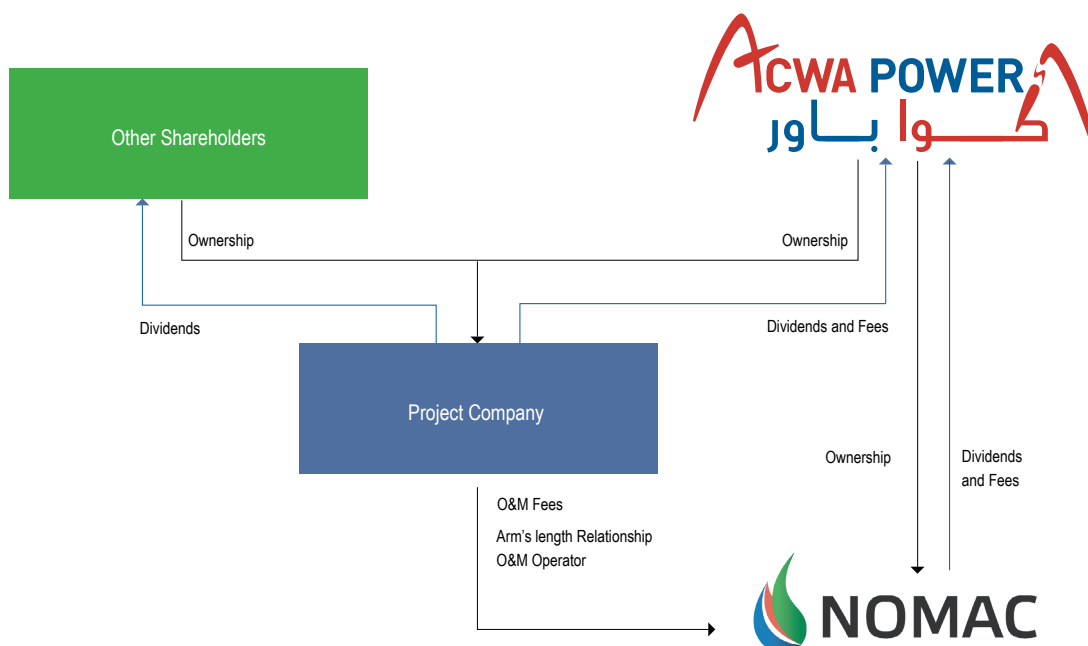 ACWA POWER
كوا باور
Other Shareholders
Ownership
Ownership
Dividends
Dividends and Fees
Project Company
Ownership
Dividends
and Fees
O&M Fees
Arm's length Relationship
O&M Operator
NOMAC